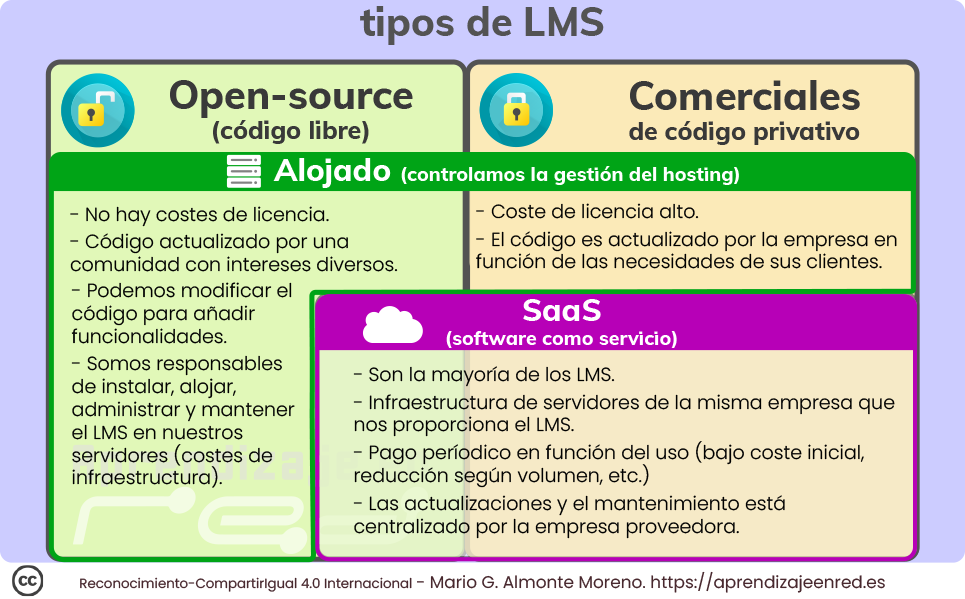 tipos de LMS
Open-source
(código libre)
Comerciales
de código privativo
Alojado (controlamos la gestión del hosting)
- No hay costes de licencia.
- Código actualizado por una
comunidad con intereses diversos.
- Podemos modificar el
código para añadir
funcionalidades.
- Somos responsables
de instalar, alojar,
administrar y mantener
el LMS en nuestros
servidores (costes de
infraestructura).
- Coste de licencia alto.
- El código es actualizado por la empresa en
función de las necesidades de sus clientes.
SaaS
(software como servicio)
- Son la mayoría de los LMS.
- Infraestructura de servidores de la misma empresa que
nos proporciona el LMS.
- Pago períodico en función del uso (bajo coste inicial,
reducción según volumen, etc.)
- Las actualizaciones y el mantenimiento está
centralizado por la empresa proveedora.
cc
Reconocimiento-CompartirIgual 4.0 Internacional - Mario G. Almonte Moreno. https://aprendizajeenred.es